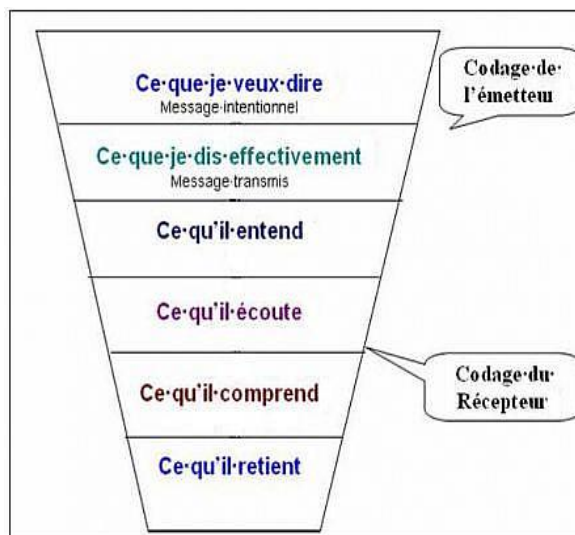 Ce·que·je·veux·dire
Message·intentionnel
Codage·de·
l'émetteur
Ce·que·je·dis·effectivement
Message·transmis
Ce·qu'il·entend
Ce·qu'il·écoute
Ce·qu'il·comprend
Codage·du·
Récepteur
Ce·qu'il·retient